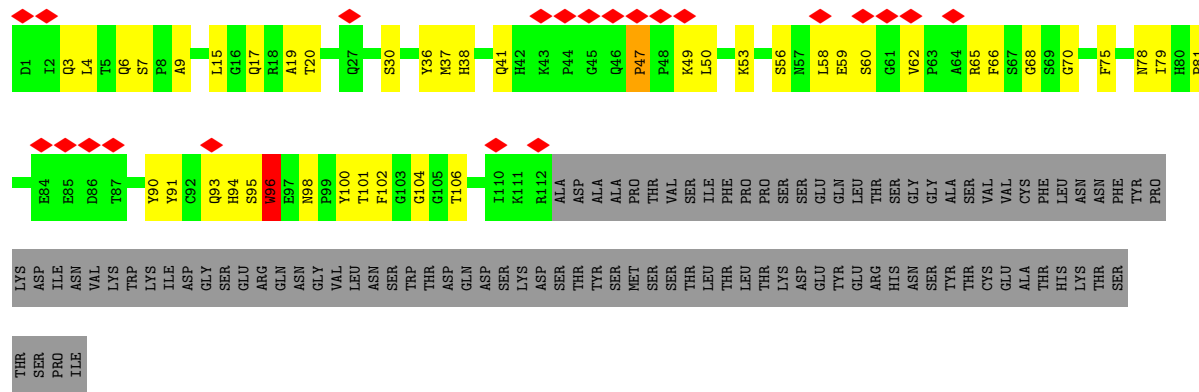 D1 I2 Q3 L4 T5 Q6 S7 P8 A9 L15 G16 Q17 R18 A19 T20 Q27 S30 Y36 M37 H38 Q41 H42 K43 P44 G45 Q46 P47 P48 K49 L50 K53 S56 N57 L58 E59 S60 G61 V62 P63 A64 R65 F66 S67 G68 S69 G70 F75 N78 I79 H80 P81
E84 E85 D86 T87 Y90 Y91 C92 Q93 H94 S95 W96 E97 N98 P99 Y100 T101 F102 G103 G104 G105 T106 I110 K111 R112 ALA ASP ALA ALA PRO THR VAL SER ILE PHE PRO PRO SER SER GLU GLN LEU THR SER GLY GLY ALA SER VAL VAL CYS PHE LEU ASN ASN PHE TYR PRO
LYS ASP ILE ASN VAL LYS TRP LYS ILE ASP GLY SER GLU ARG GLN ASN GLY VAL LEU ASN SER TRP THR ASP GLN ASP SER LYS ASP SER THR TYR SER MET SER SER THR LEU THR LEU THR LYS ASP GLU TYR GLU ARG HIS ASN SER TYR THR CYS GLU ALA THR HIS LYS THR SER
THR SER PRO ILE